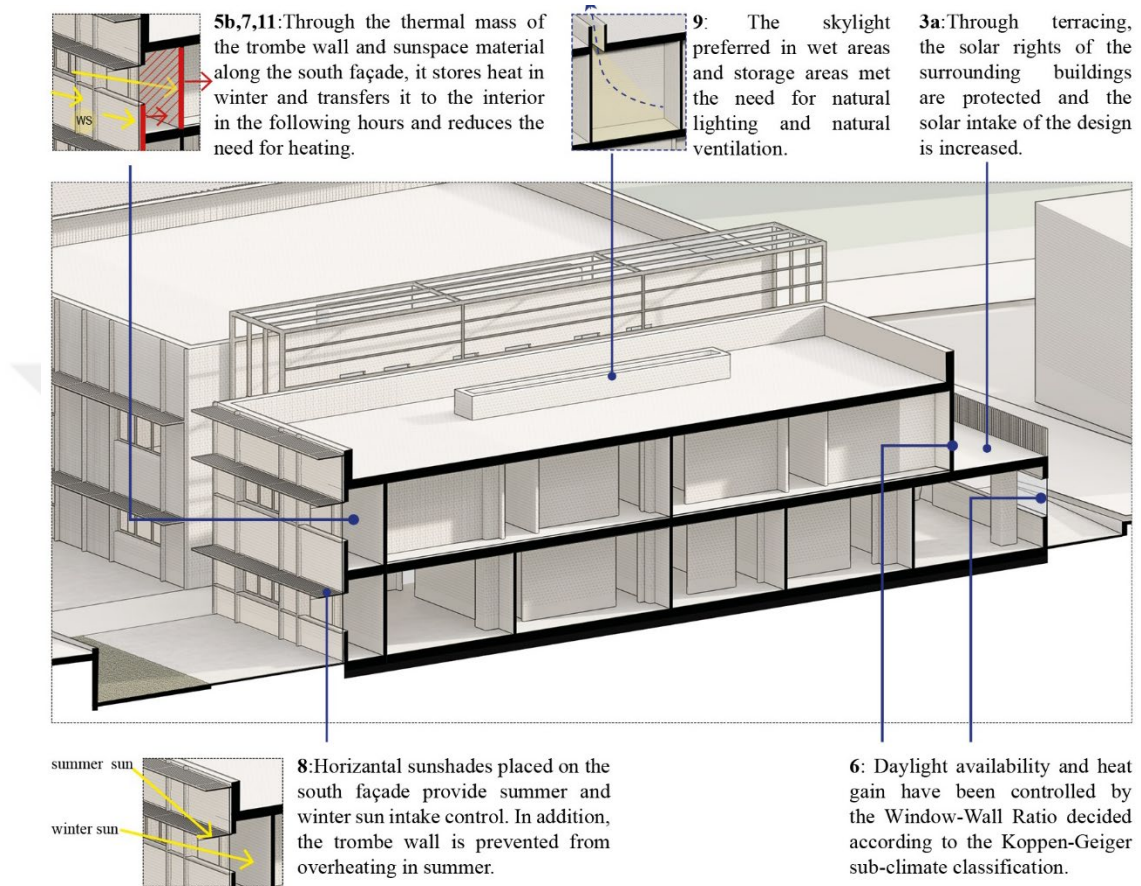 5b,7,11:Through the thermal mass of
the trombe wall and sunspace material
along the south façade, it stores heat in
winter and transfers it to the interior
in the following hours and reduces the
need for heating.
WS
9: The skylight
preferred in wet areas
and storage areas met
the need for natural
lighting and natural
ventilation.
3a:Through terracing,
the solar rights of the
surrounding buildings
are protected and the
solar intake of the design
is increased.
summer sun
winter sun
8:Horizantal sunshades placed on the
south façade provide summer and
winter sun intake control. In addition,
the trombe wall is prevented from
overheating in summer.
6: Daylight availability and heat
gain have been controlled by
the Window-Wall Ratio decided
according to the Koppen-Geiger
sub-climate classification.